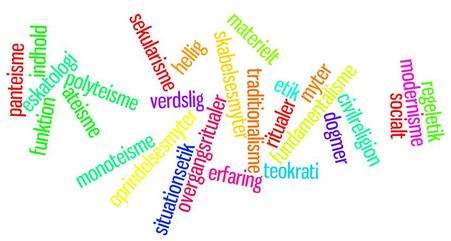 panteisme
indhold
eskatologi
funktion
ateisme
polyteisme
sekularisme
hellig
verdslig
monoteisme
oprindelsesmyter
situationsetik
overgangsritualer
materielt
skabelsesmyter
traditionalisme
erfaring
teokrati
etik
ritualer
myter
fundamentalisme
dogmer
civilreligion
socialt
modernisme
regeletik